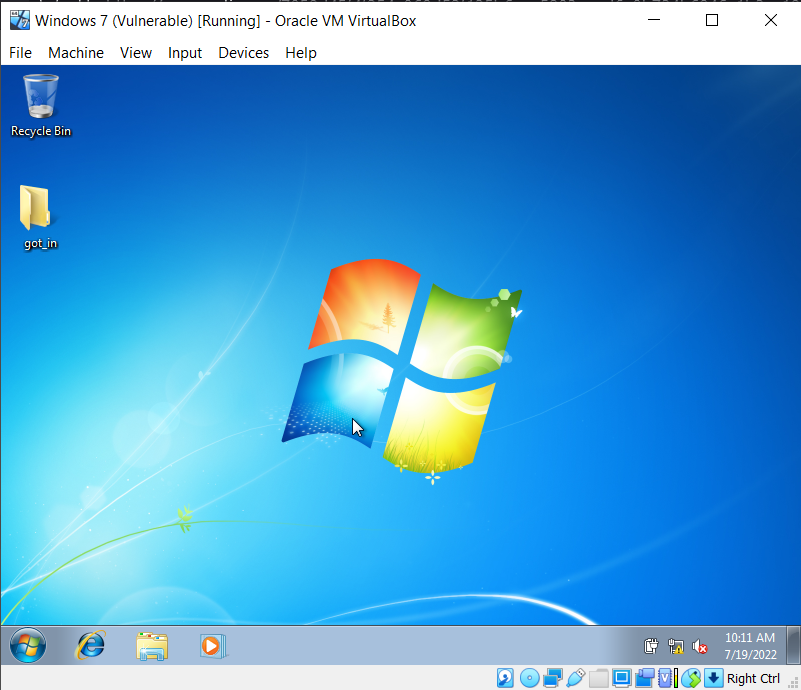 Windows 7 (Vulnerable) [Running] - Oracle VM VirtualBox
File Machine View Input Devices Help
Recycle Bin
got_in
10:11 AM
7/19/2022
Right Ctrl